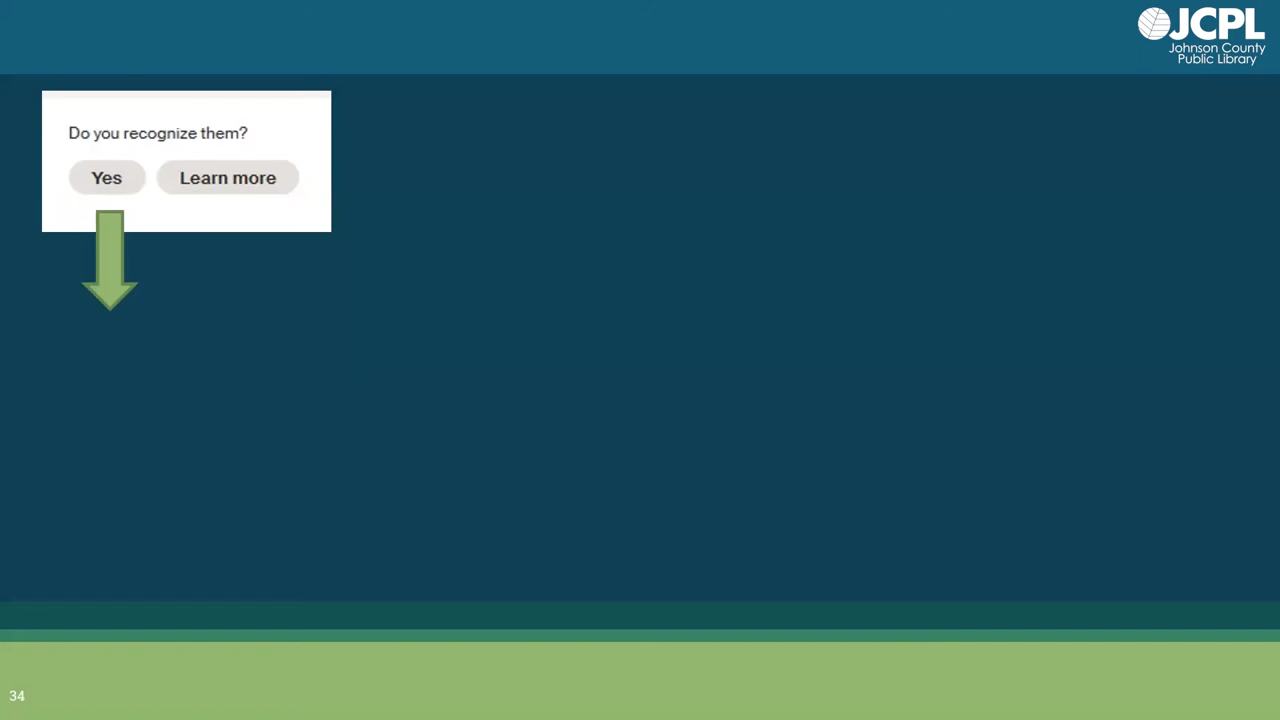 JCPL
Johnson County
Public Library
Do you recognize them?
Yes
Learn more
34